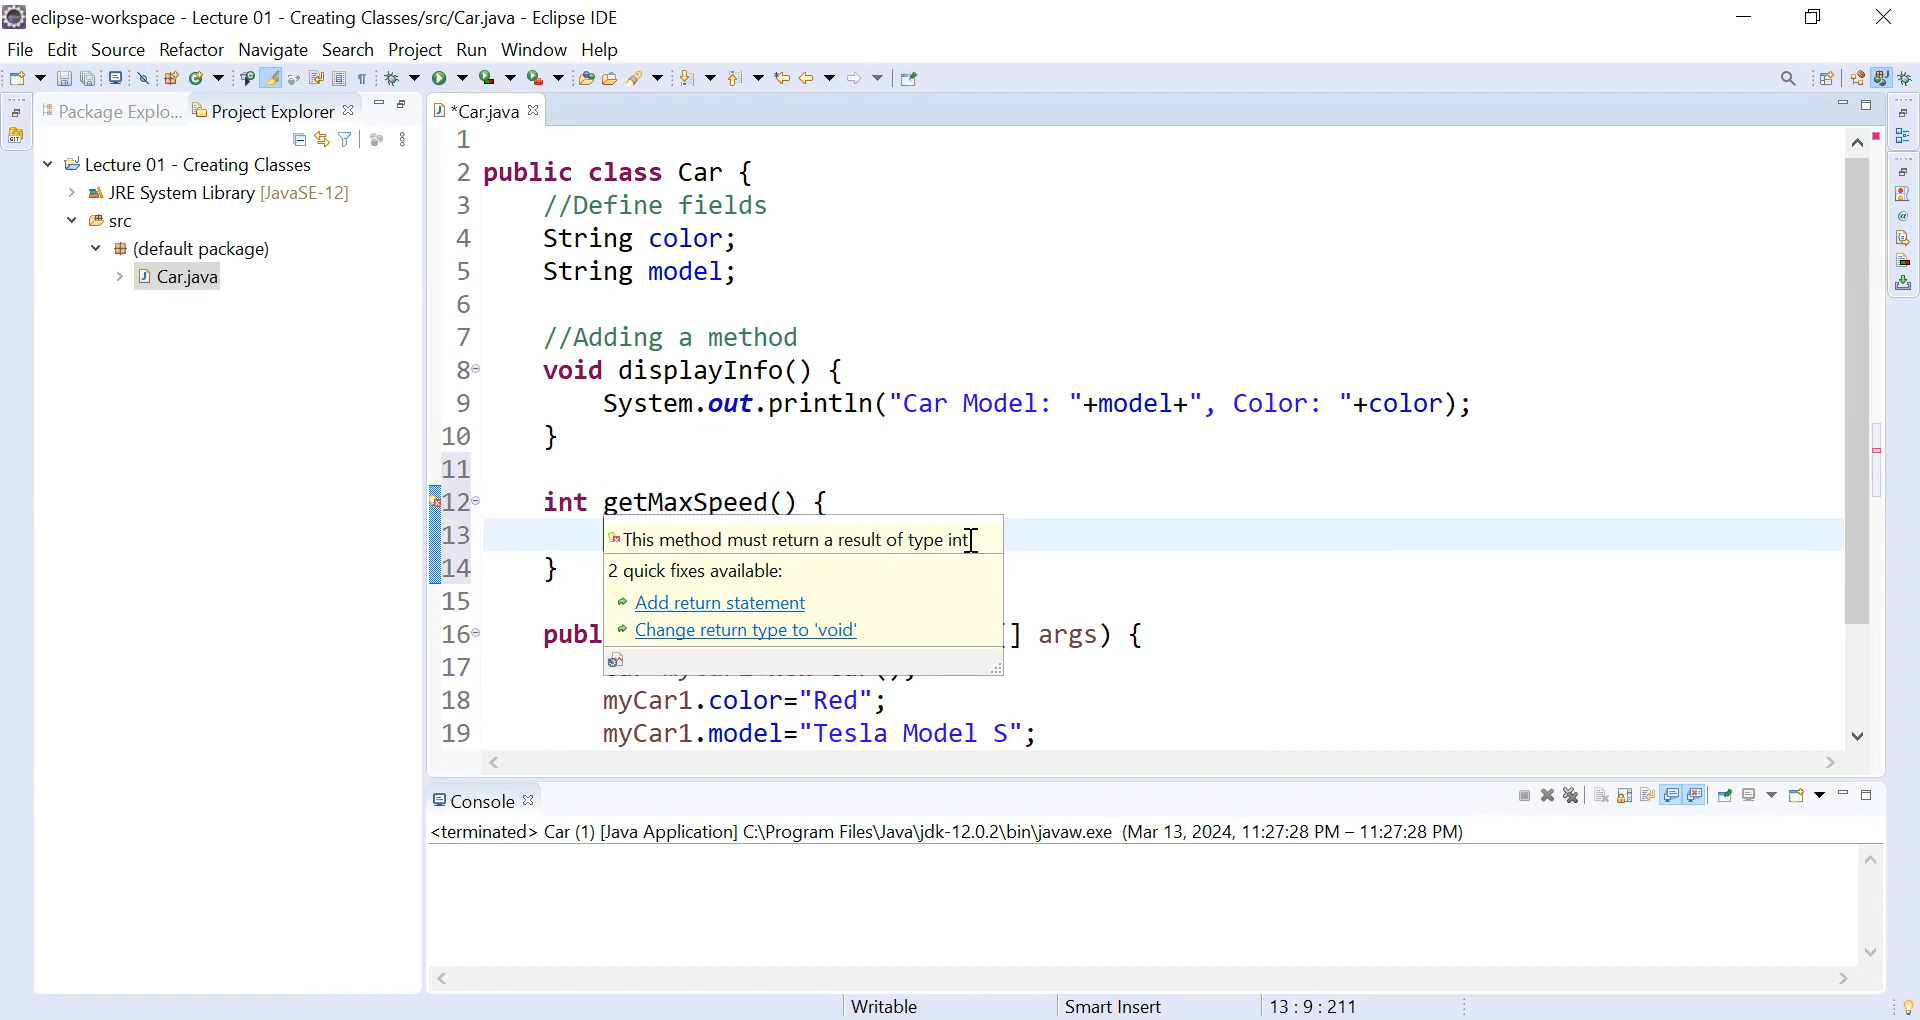 eclipse-workspace - Lecture 01 - Creating Classes/src/Car.java - Eclipse IDE
File Edit Source Refactor Navigate Search Project Run Window Help
Package Explo... Project Explorer
*Car.java
Lecture 01 - Creating Classes
JRE System Library [JavaSE-12]
src
(default package)
Car.java
1
2 public class Car {
3 //Define fields
4 String color;
5 String model;
6
7 //Adding a method
8 void displayInfo() {
9 System.out.println("Car Model: "+model+", Color: "+color);
10 }
11
12 int getMaxSpeed() {
13
14 }
15
16 publ ] args) {
17
18 myCar1.color="Red";
19 myCar1.model="Tesla Model S";
This method must return a result of type int
2 quick fixes available:
Add return statement
Change return type to 'void'
Console
<terminated> Car (1) [Java Application] C:\Program Files\Java\jdk-12.0.2\bin\javaw.exe (Mar 13, 2024, 11:27:28 PM – 11:27:28 PM)
Writable Smart Insert 13 : 9 : 211